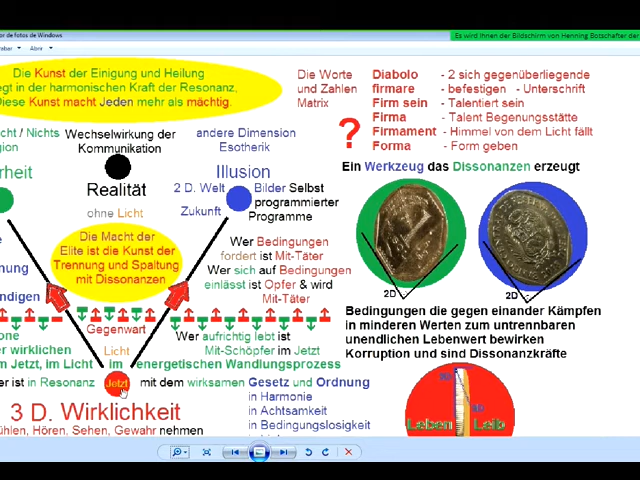 or de fotos de Windows
Es wird Ihnen der Bildschirm von Henning Botschafter der
Abrir
Die Kunst der Einigung und Heilung
egt in der harmonischen Kraft der Resonanz,
Diese Kunst macht Jeden mehr als mächtig.
Die Worte
und Zahlen
Matrix
?
Diabolo - 2 sich gegenüberliegende
firmare - befestigen - Unterschrift
Firm sein - Talentiert sein
Firma - Talent Begegnungsstätte
Firmament - Himmel von dem Licht fällt
Forma - Form geben
cht / Nichts
gion
rheit
Wechselwirkung der
Kommunikation
Realität
ohne Licht
andere Dimension
Esotherik
Illusion
2 D. Welt
Zukunft
Bilder Selbst
programmierter
Programme
Ein Werkzeug das Dissonanzen erzeugt
2D
2D
Die Macht der
Elite ist die Kunst der
Trennung und Spaltung
mit Dissonanzen
e
nung
ndigen
Wer Bedingungen
fordert ist Mit-Täter
Wer sich auf Bedingungen
einlässt ist Opfer & wird
Mit-Täter
Bedingungen die gegen einander Kämpfen
in minderen Werten zum untrennbaren
unendlichen Lebenwert bewirken
Korruption und sind Dissonanzkräfte
Gegenwart
Licht
Wer aufrichtig lebt ist
Mit-Schöpfer im Jetzt
one
er wirklichen
m Jetzt, im Licht Im energetischen Wandlungsprozess
er ist in Resonanz Jetzt mit dem wirksamen Gesetz und Ordnung
in Harmonie
in Achtsamkeit
in Bedingungslosigkeit
3 D. Wirklichkeit
ühlen, Hören, Sehen, Gewahr nehmen
Leben Leib